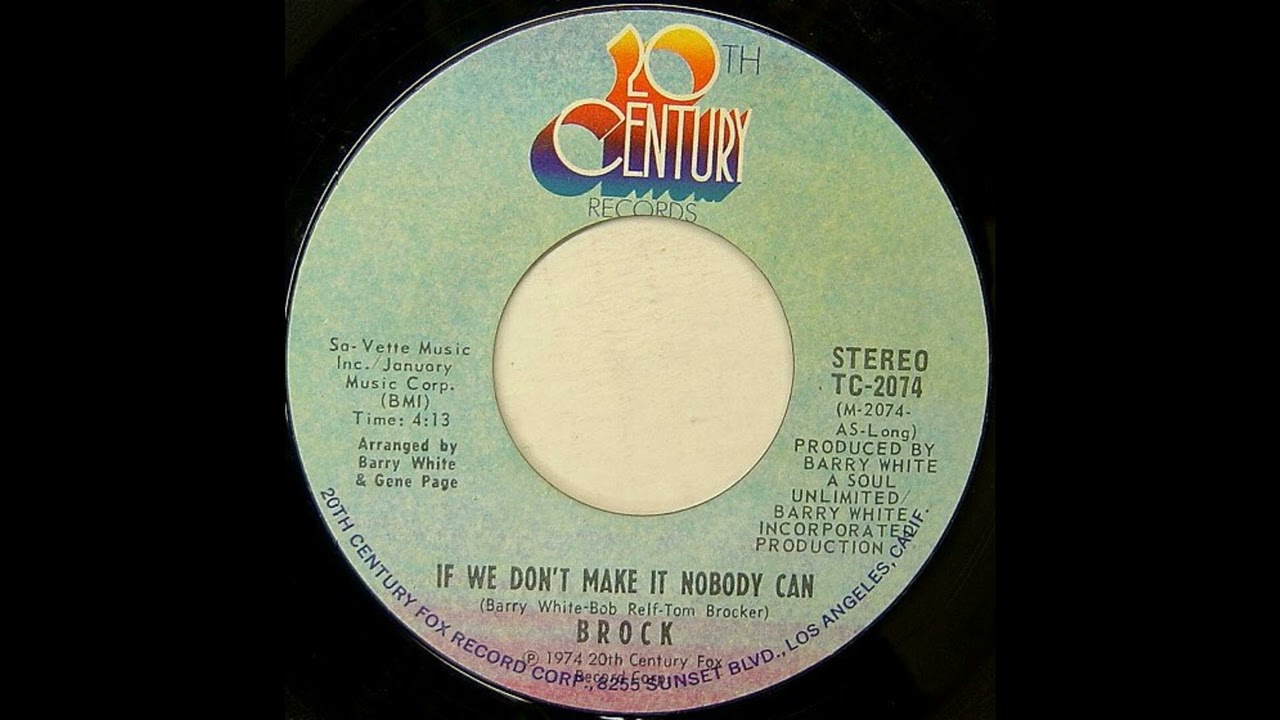 20TH
CENTURY
RECORDS
Sa-Vette Music
Inc./January
Music Corp.
(BMI)
Time: 4:13
Arranged by
Barry White
& Gene Page
STEREO
TC-2074
(M-2074-
AS-Long)
PRODUCED BY
BARRY WHITE
A SOUL
UNLIMITED/
BARRY WHITE
INCORPORATED
PRODUCTION
IF WE DON'T MAKE IT NOBODY CAN
(Barry White-Bob Relf-Tom Brocker)
BROCK
℗ 1974 20th Century Fox
Record Corp.
20TH CENTURY FOX RECORD CORP., 8255 SUNSET BLVD., LOS ANGELES, CALIF.